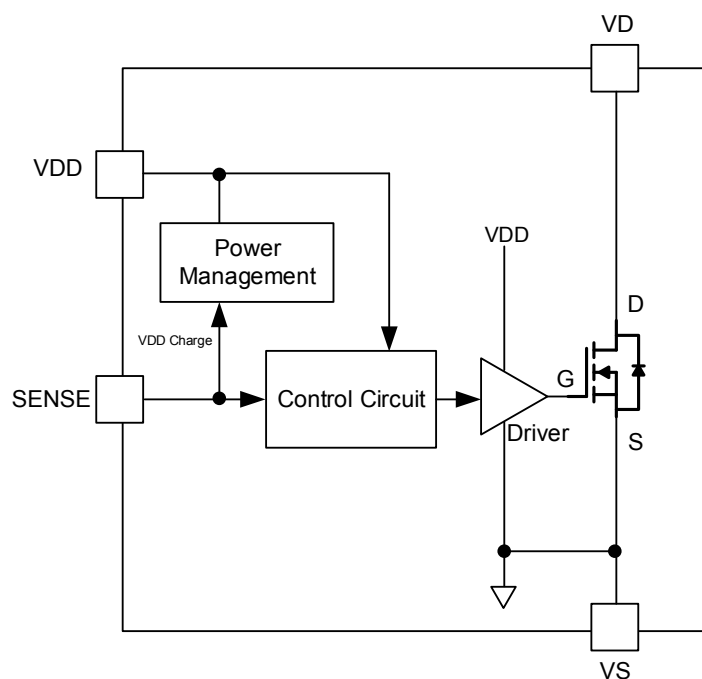 VD
VDD
Power
Management
VDD
VDD Charge
D
SENSE
Control Circuit
G
Driver
S
VS